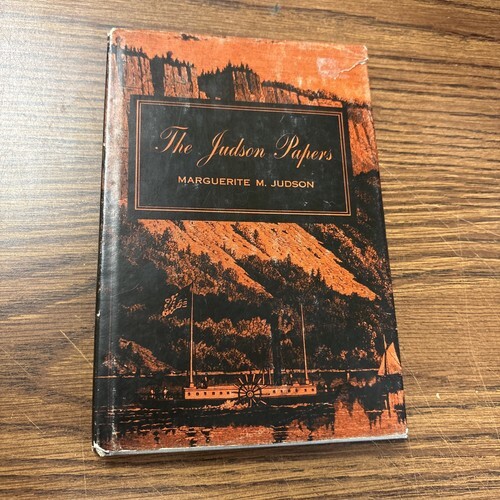 The Judson Papers
MARGUERITE M. JUDSON